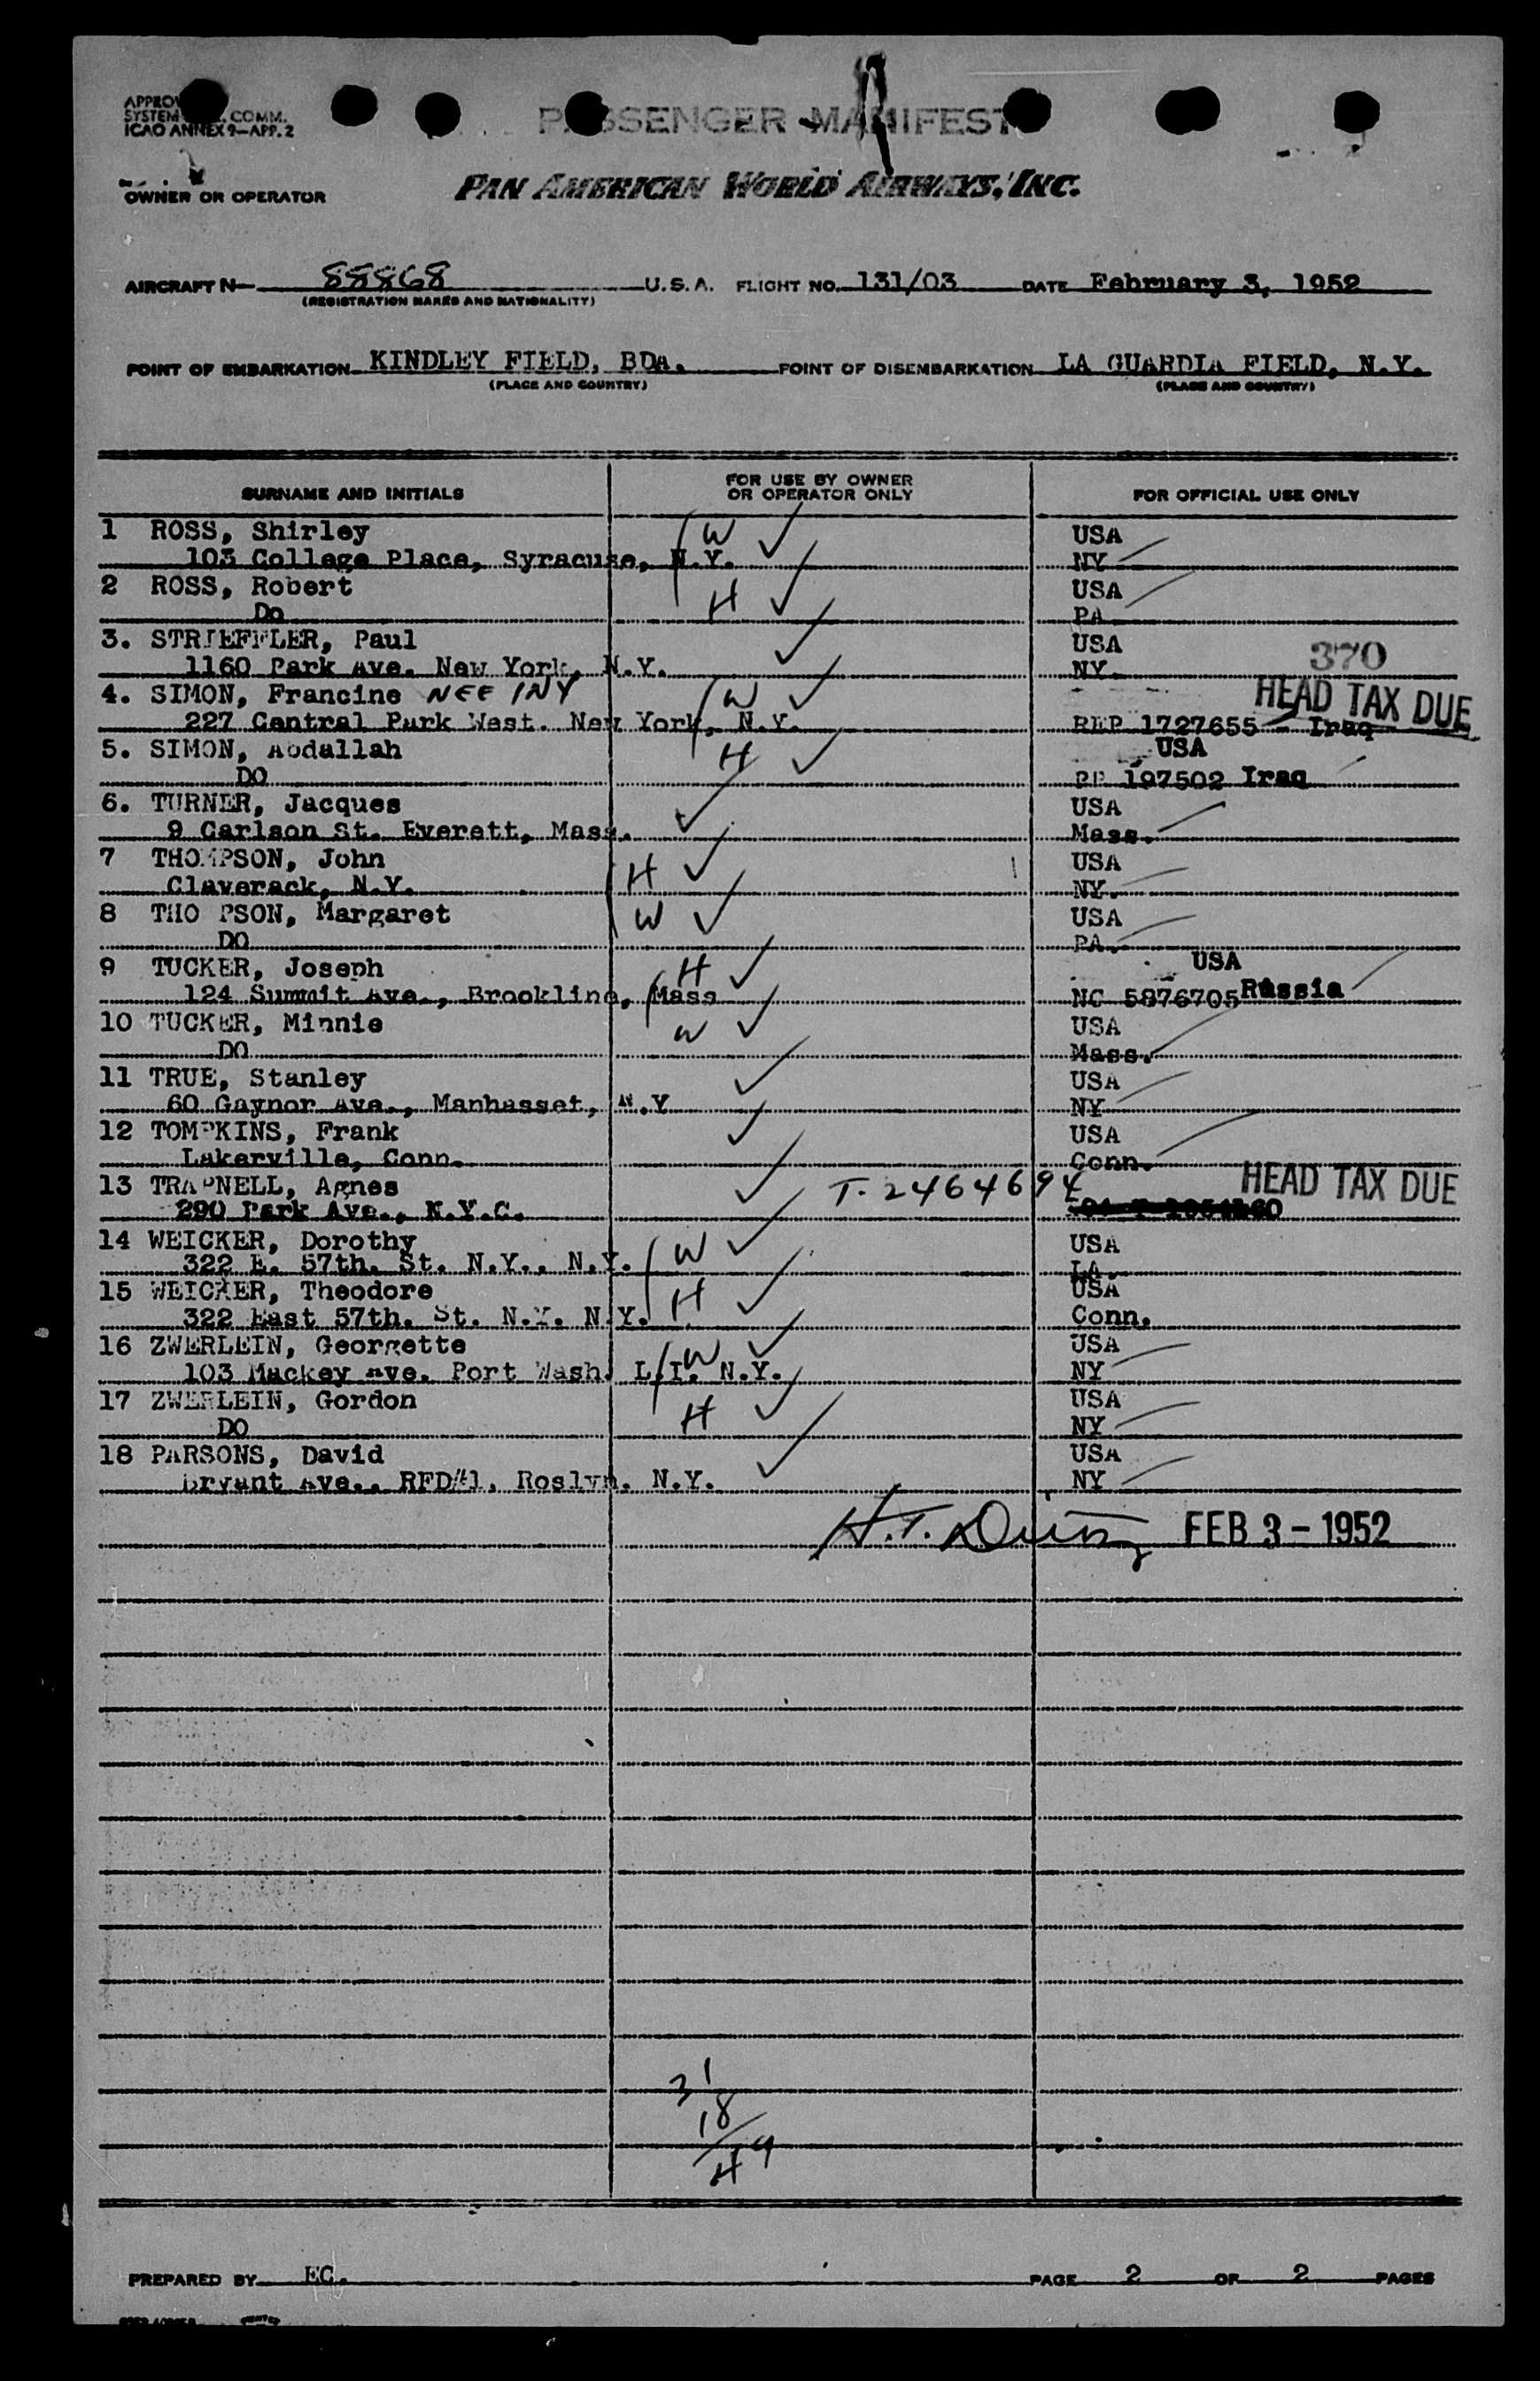 ICAO ANNEX 9—APP. 2
PASSENGER MANIFEST
OWNER OR OPERATOR
PAN AMERICAN WORLD AIRWAYS, INC.
AIRCRAFT N— 88868 U.S.A. FLIGHT NO. 131/03 DATE February 3, 1952
(REGISTRATION MARKS AND NATIONALITY)
POINT OF EMBARKATION KINDLEY FIELD, BDA. POINT OF DISEMBARKATION LA GUARDIA FIELD, N.Y.
(PLACE AND COUNTRY) (PLACE AND COUNTRY)
SURNAME AND INITIALS FOR USE BY OWNER OR OPERATOR ONLY FOR OFFICIAL USE ONLY
1 ROSS, Shirley W ✓ USA
103 College Place, Syracuse, N.Y. NY
2 ROSS, Robert H ✓ USA
Do PA
3. STRIEFFLER, Paul ✓ USA
1160 Park Ave. New York, N.Y. NY 370
4. SIMON, Francine NEE INY W ✓ HEAD TAX DUE
227 Central Park West. New York, N.Y. REP 1727655 Iraq
5. SIMON, Abdallah H ✓ USA
DO 197502 Iraq
6. TURNER, Jacques ✓ USA
9 Carlson St. Everett, Mass. Mass.
7 THOMPSON, John H ✓ USA
Claverack, N.Y. NY.
8 THO PSON, Margaret W ✓ USA
DO PA.
9 TUCKER, Joseph H ✓ USA
124 Summit Ave., Brookline, Mass NC 5876705 Russia
10 TUCKER, Minnie W ✓ USA
DO Mass.
11 TRUE, Stanley ✓ USA
60 Gaynor Ave., Manhasset, N.Y NY
12 TOMPKINS, Frank ✓ USA
Lakerville, Conn. Conn.
13 TRAPNELL, Agnes ✓ T-2464694 HEAD TAX DUE
290 Park Ave., N.Y.C.
14 WEICKER, Dorothy W ✓ USA
322 E. 57th. St. N.Y., N.Y. LA.
15 WEICKER, Theodore H ✓ USA
322 East 57th. St. N.Y. N.Y. Conn.
16 ZWERLEIN, Georgette W ✓ USA
103 Mackey Ave. Port Wash. L.I. N.Y. NY
17 ZWERLEIN, Gordon H ✓ USA
DO NY
18 PARSONS, David ✓ USA
Bryant Ave., RFD#1, Roslyn, N.Y. NY
FEB 3 - 1952
31
18
49
PREPARED BY EC. PAGE 2 OF 2 PAGES